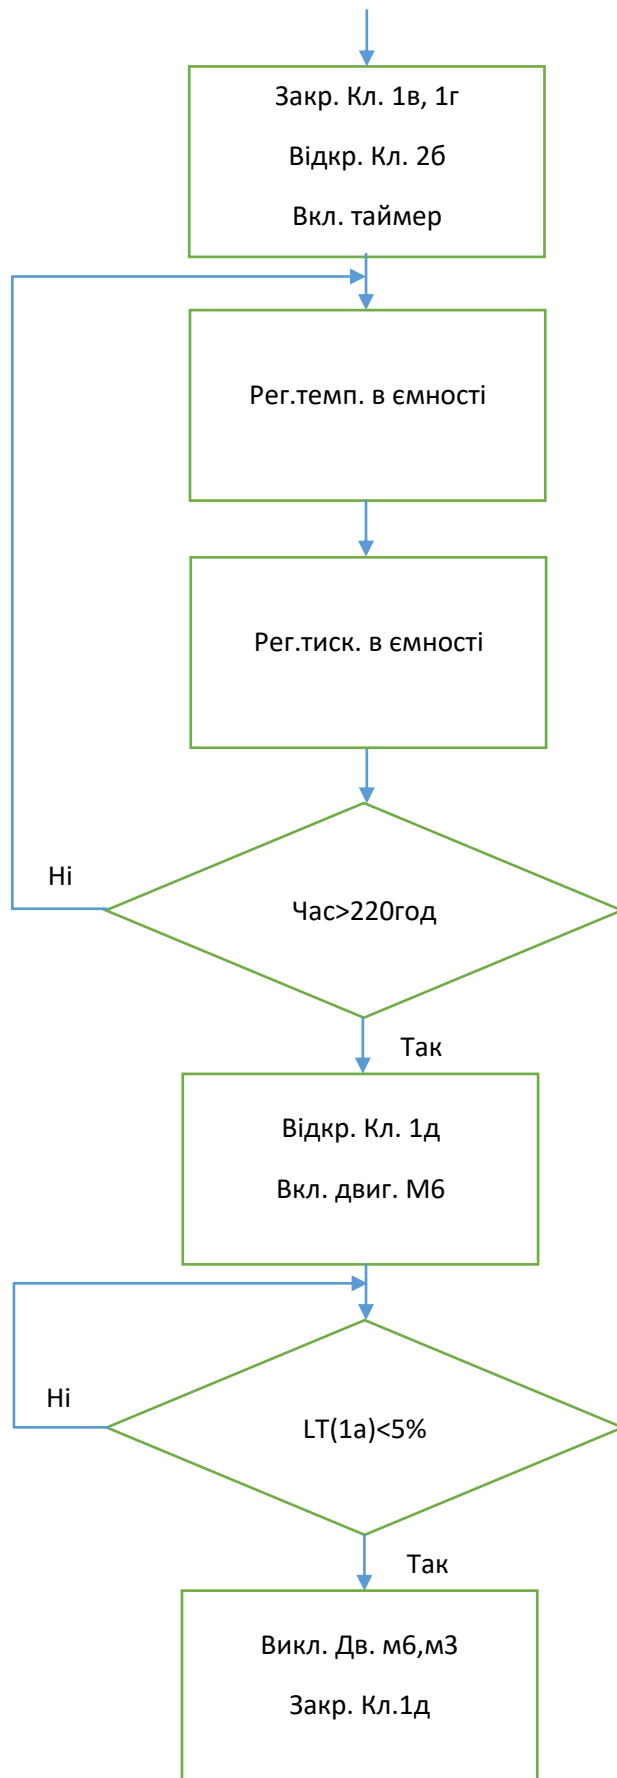 Закр. Кл. 1в, 1г
Відкр. Кл. 2б
Вкл. таймер
Рег.темп. в ємності
Рег.тиск. в ємності
Ні
Час>220год
Так
Відкр. Кл. 1д
Вкл. двиг. М6
Ні
LT(1а)<5%
Так
Викл. Дв. м6,м3
Закр. Кл.1д